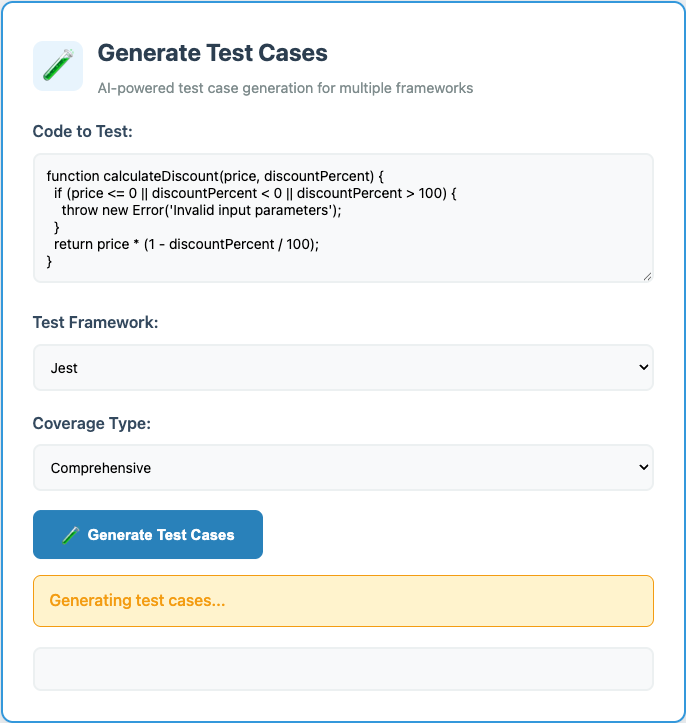 Generate Test Cases
AI-powered test case generation for multiple frameworks
Code to Test:
function calculateDiscount(price, discountPercent) {
  if (price <= 0 || discountPercent < 0 || discountPercent > 100) {
    throw new Error('Invalid input parameters');
  }
  return price * (1 - discountPercent / 100);
}
Test Framework:
Jest
Coverage Type:
Comprehensive
Generate Test Cases
Generating test cases...